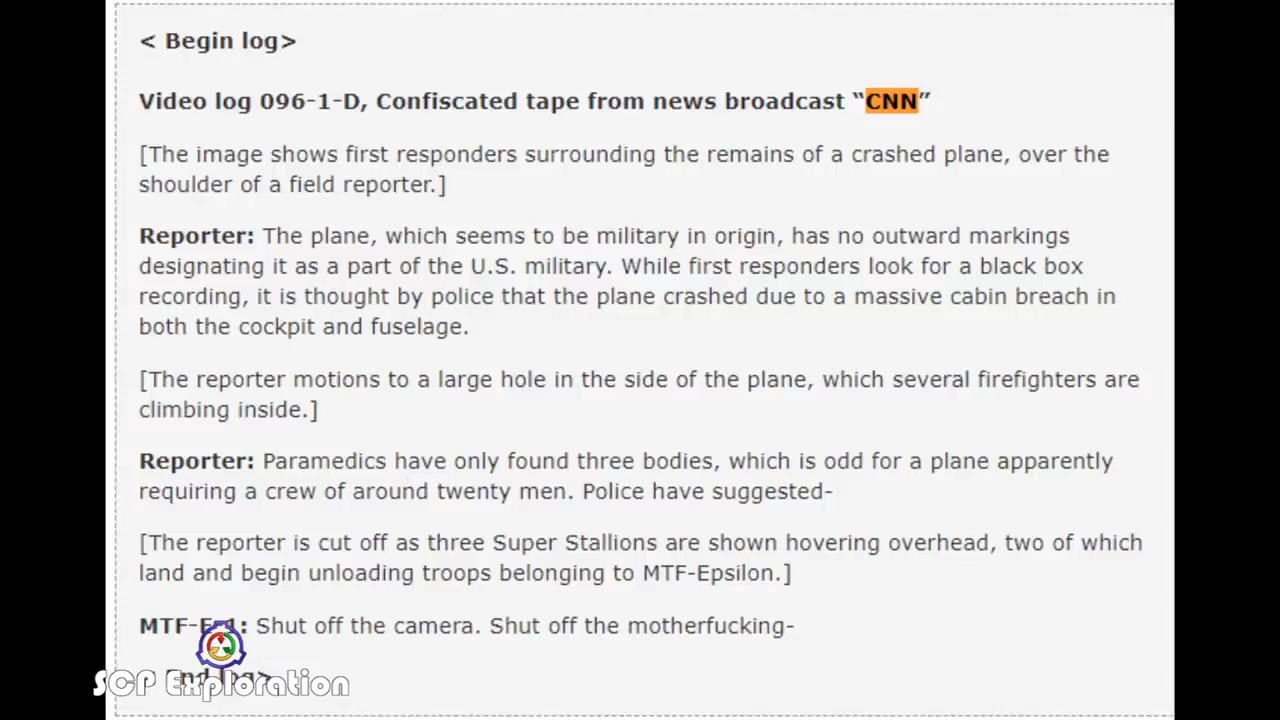 < Begin log>
Video log 096-1-D, Confiscated tape from news broadcast “CNN”
[The image shows first responders surrounding the remains of a crashed plane, over the
shoulder of a field reporter.]
Reporter: The plane, which seems to be military in origin, has no outward markings
designating it as a part of the U.S. military. While first responders look for a black box
recording, it is thought by police that the plane crashed due to a massive cabin breach in
both the cockpit and fuselage.
[The reporter motions to a large hole in the side of the plane, which several firefighters are
climbing inside.]
Reporter: Paramedics have only found three bodies, which is odd for a plane apparently
requiring a crew of around twenty men. Police have suggested-
[The reporter is cut off as three Super Stallions are shown hovering overhead, two of which
land and begin unloading troops belonging to MTF-Epsilon.]
MTF-E-1: Shut off the camera. Shut off the motherfucking-
< End log>
SCP Exploration